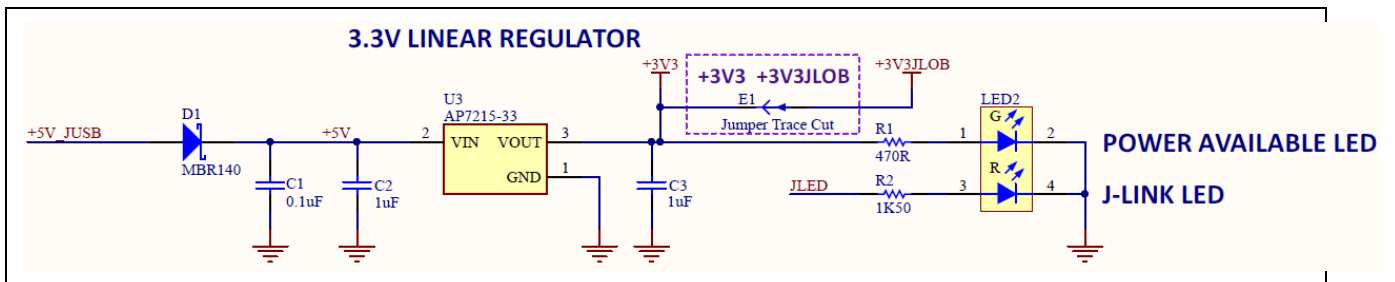 3.3V LINEAR REGULATOR
+3V3
+3V3 +3V3JLOB
+3V3JLOB
E1
Jumper Trace Cut
U3
AP7215-33
LED2
D1
+5V_JUSB
MBR140
+5V
2
VIN
VOUT
3
GND
1
R1
470R
1
G
2
POWER AVAILABLE LED
C1
0.1uF
C2
1uF
C3
1uF
JLED
R2
1K50
3
R
4
J-LINK LED